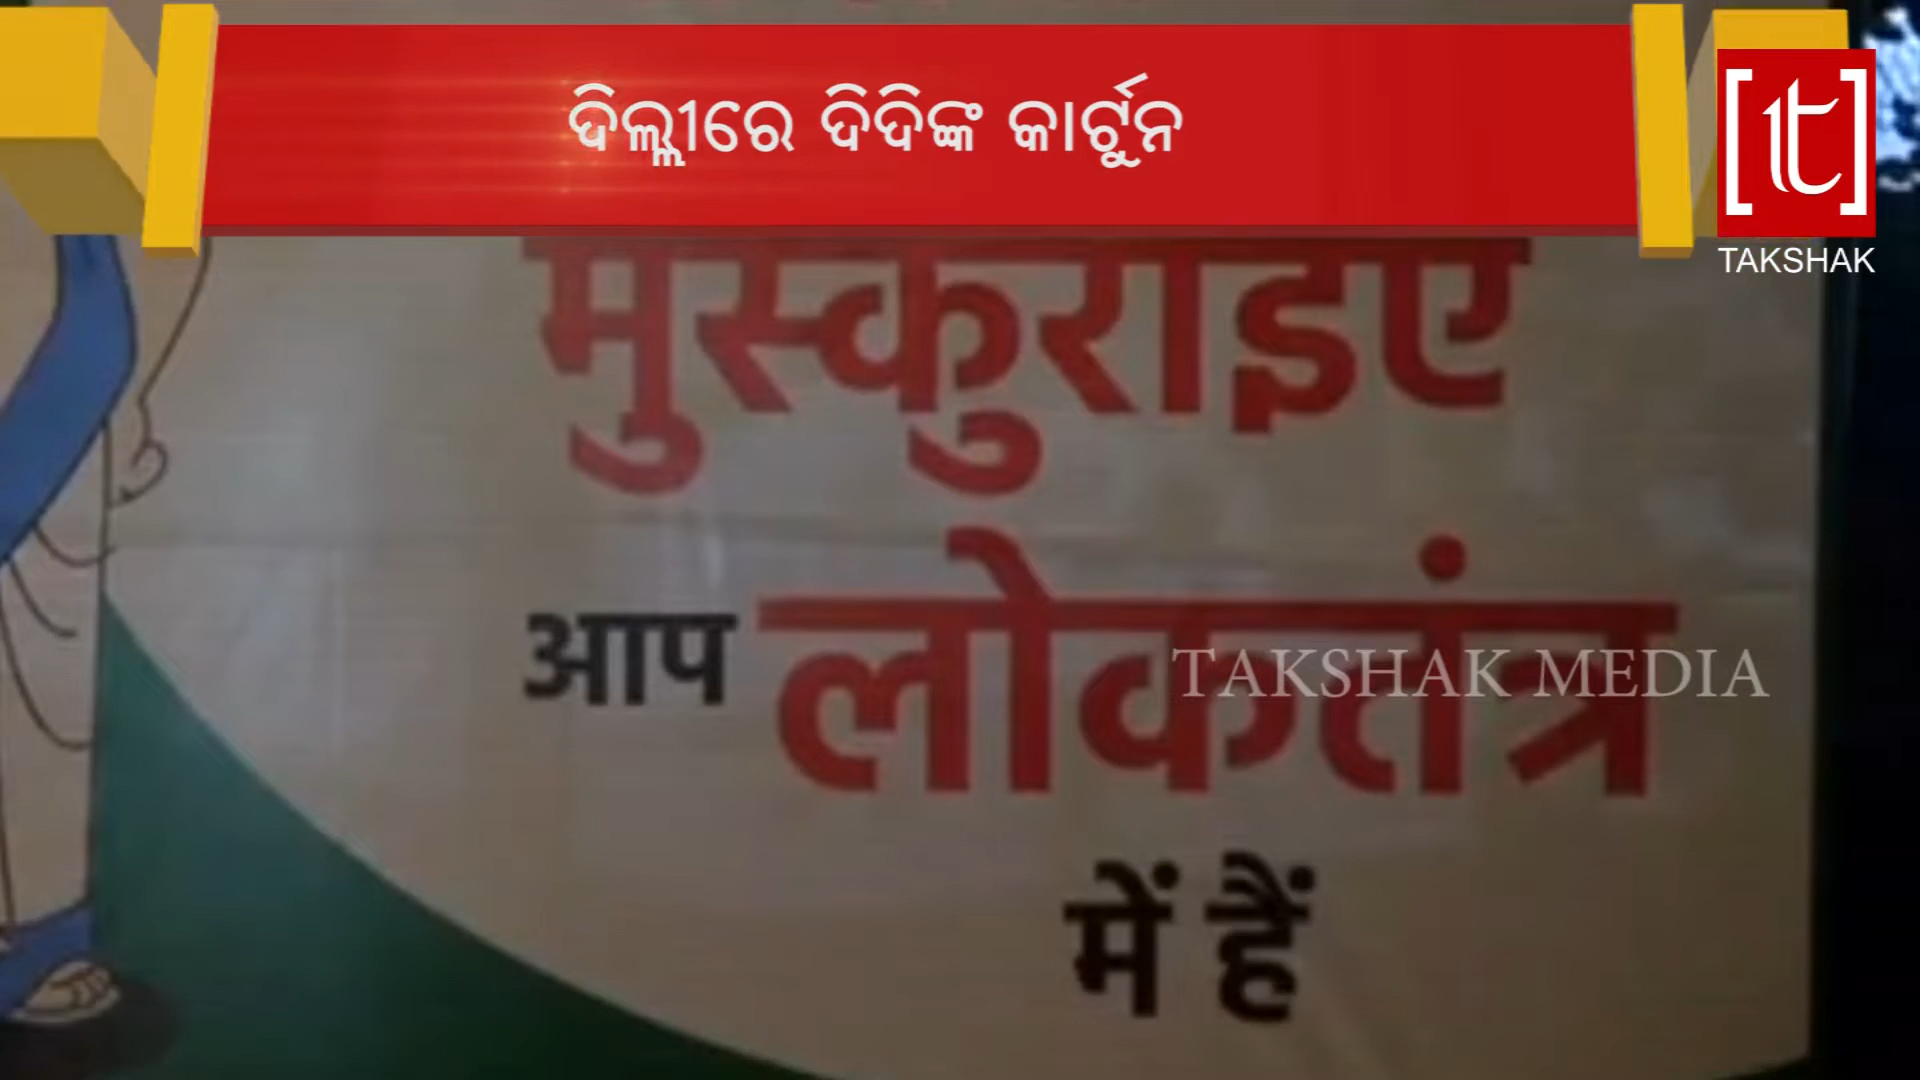 ଦିଲ୍ଲୀରେ ଦିଦିଙ୍କ କାର୍ଟୁନ
[t]
TAKSHAK
मुस्कुराइए
आप लोकतंत्र
TAKSHAK MEDIA
में हैं